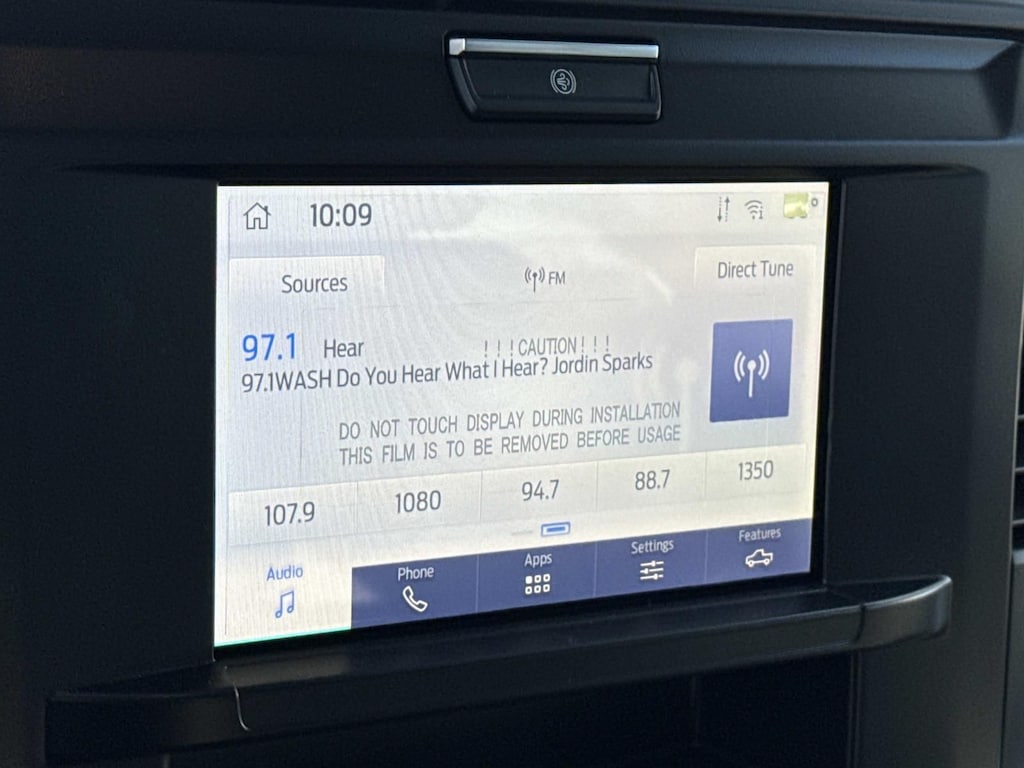 10:09
Sources
FM
Direct Tune
97.1 Hear
! ! ! CAUTION ! ! !
97.1WASH Do You Hear What I Hear? Jordin Sparks
DO NOT TOUCH DISPLAY DURING INSTALLATION
THIS FILM IS TO BE REMOVED BEFORE USAGE
107.9 1080 94.7 88.7 1350
Audio Phone Apps Settings Features